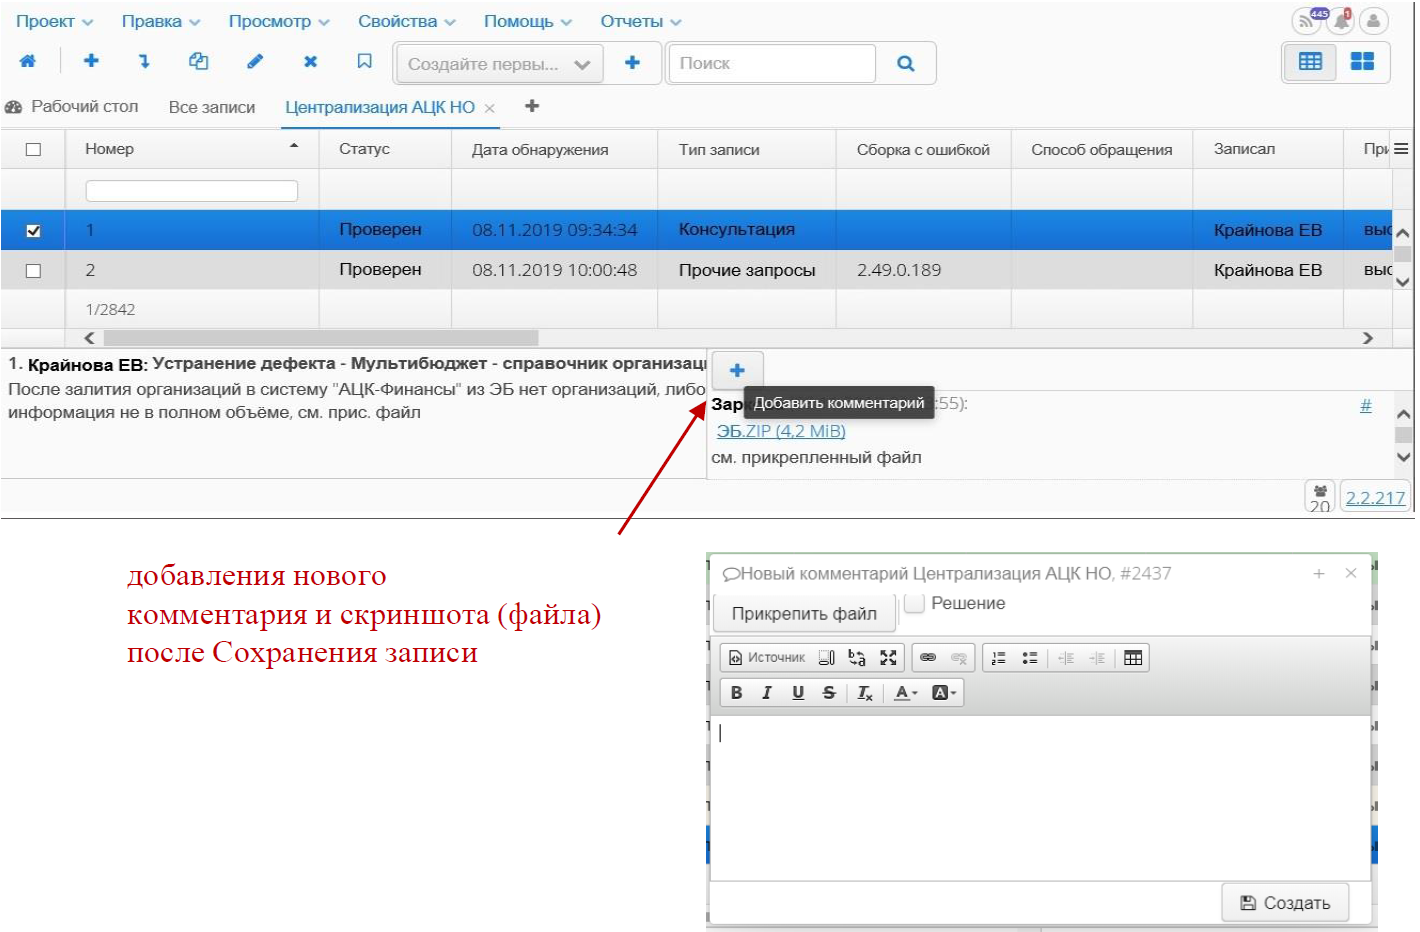 Проект Правка Просмотр Свойства Помощь Отчеты 445 1
Создайте первы... Поиск
Рабочий стол Все записи Централизация АЦК НО
Номер Статус Дата обнаружения Тип записи Сборка с ошибкой Способ обращения Записал При
1 Проверен 08.11.2019 09:34:34 Консультация Крайнова ЕВ выс
2 Проверен 08.11.2019 10:00:48 Прочие запросы 2.49.0.189 Крайнова ЕВ выс
1/2842
1. Крайнова ЕВ: Устранение дефекта - Мультибюджет - справочник организаци
После залития организаций в систему "АЦК-Финансы" из ЭБ нет организаций, либо
информация не в полном объёме, см. прис. файл
Добавить комментарий :55): #
ЭБ.ZIP (4,2 MiB)
см. прикрепленный файл
20 2.2.217
добавления нового
комментария и скриншота (файла)
после Сохранения записи
Новый комментарий Централизация АЦК НО, #2437
Прикрепить файл Решение
Источник
B I U S Tx A A
Создать